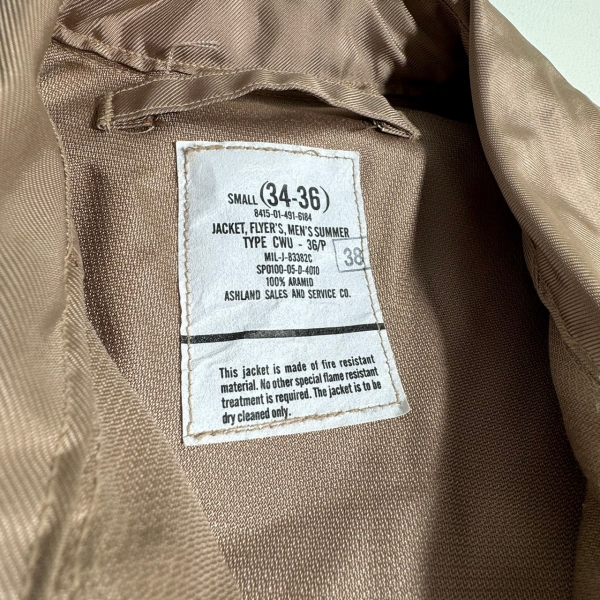 SMALL (34-36)
8415-01-491-6184
JACKET, FLYER'S, MEN'S SUMMER
TYPE CWU - 36/P
38
MIL-J-83382C
SPO100-05-D-4010
100% ARAMID
ASHLAND SALES AND SERVICE CO.
This jacket is made of fire resistant
material. No other special flame resistant
treatment is required. The jacket is to be
dry cleaned only.